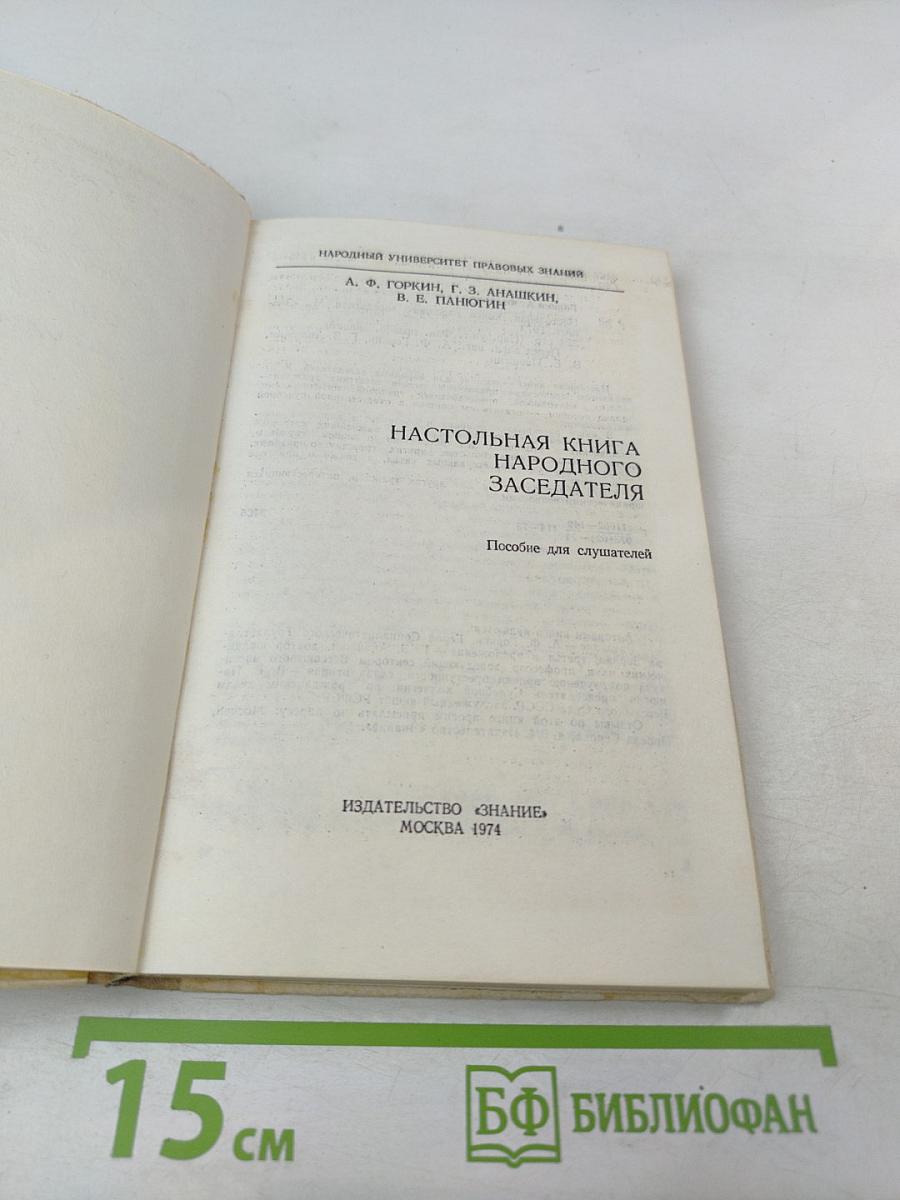 НАРОДНЫЙ УНИВЕРСИТЕТ ПРАВОВЫХ ЗНАНИЙ
А. Ф. ГОРКИН, Г. З. АНАШКИН,
В. Е. ПАНЮГИН
НАСТОЛЬНАЯ КНИГА
НАРОДНОГО
ЗАСЕДАТЕЛЯ
Пособие для слушателей
ИЗДАТЕЛЬСТВО «ЗНАНИЕ»
МОСКВА 1974
15 см
БФ БИБЛИОФАН